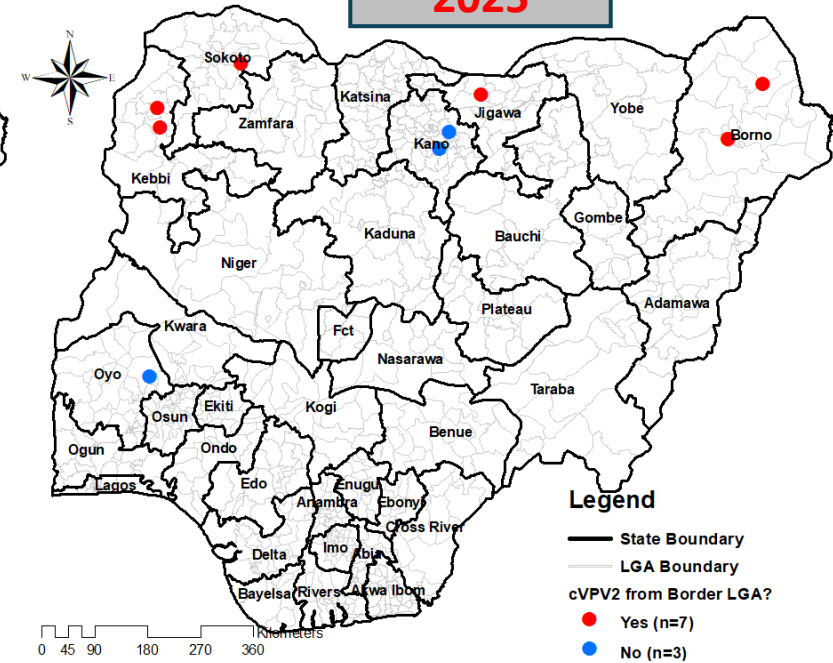 2025
N
W E
S
Sokoto
Katsina
Zamfara
Jigawa
Yobe
Borno
Kano
Kebbi
Gombe
Kaduna
Bauchi
Niger
Adamawa
Plateau
Kwara
Fct
Nasarawa
Oyo
Taraba
Ekiti
Kogi
Osun
Benue
Ogun
Ondo
Lagos
Edo
Enugu
Anambra
Ebonyi
Cross River
Imo
Abia
Delta
Bayelsa
Rivers
Akwa Ibom
Legend
State Boundary
LGA Boundary
cVPV2 from Border LGA?
Yes (n=7)
No (n=3)
Kilometers
0 45 90 180 270 360